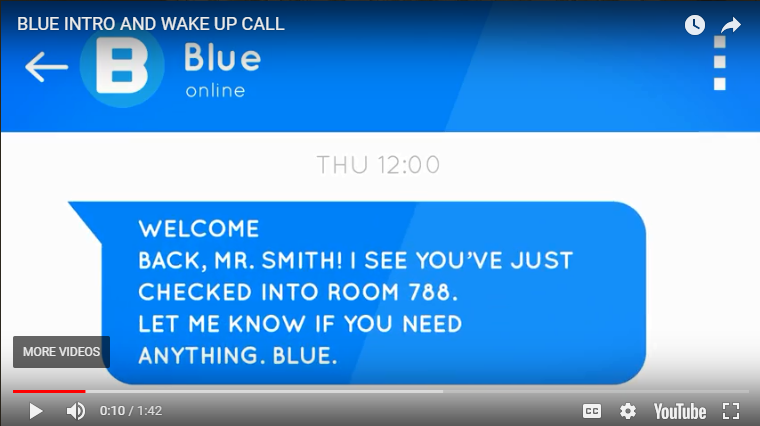 BLUE INTRO AND WAKE UP CALL
B
Blue
online
THU 12:00
WELCOME
BACK, MR. SMITH! I SEE YOU'VE JUST
CHECKED INTO ROOM 788.
LET ME KNOW IF YOU NEED
ANYTHING. BLUE.
MORE VIDEOS
0:10 / 1:42
CC
YouTube